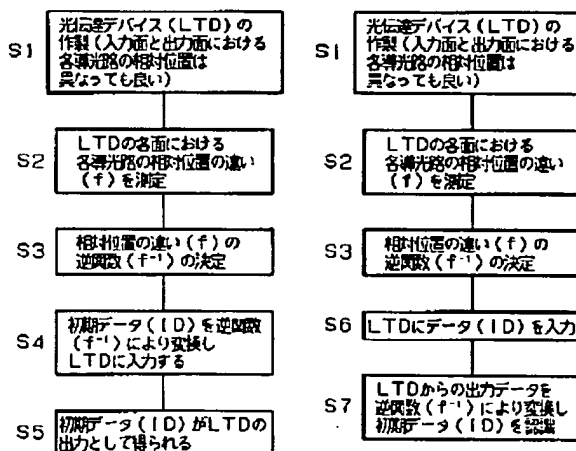 S1
光伝達デバイス(LTD)の
作製(入力面と出力面における
各導光路の相対位置は
異なっても良い)
S2
LTDの各面における
各導光路の相対位置の違い
(f)を測定
S3
相対位置の違い(f)の
逆関数(f⁻¹)の決定
S4
初期データ(ID)を逆関数
(f⁻¹)により変換し
LTDに入力する
S5
初期データ(ID)がLTDの
出力として得られる
S1
光伝達デバイス(LTD)の
作製(入力面と出力面における
各導光路の相対位置は
異なっても良い)
S2
LTDの各面における
各導光路の相対位置の違い
(f)を測定
S3
相対位置の違い(f)の
逆関数(f⁻¹)の決定
S6
LTDにデータ(ID)を入力
S7
LTDからの出力データを
逆関数(f⁻¹)により変換し
初期データ(ID)を認識